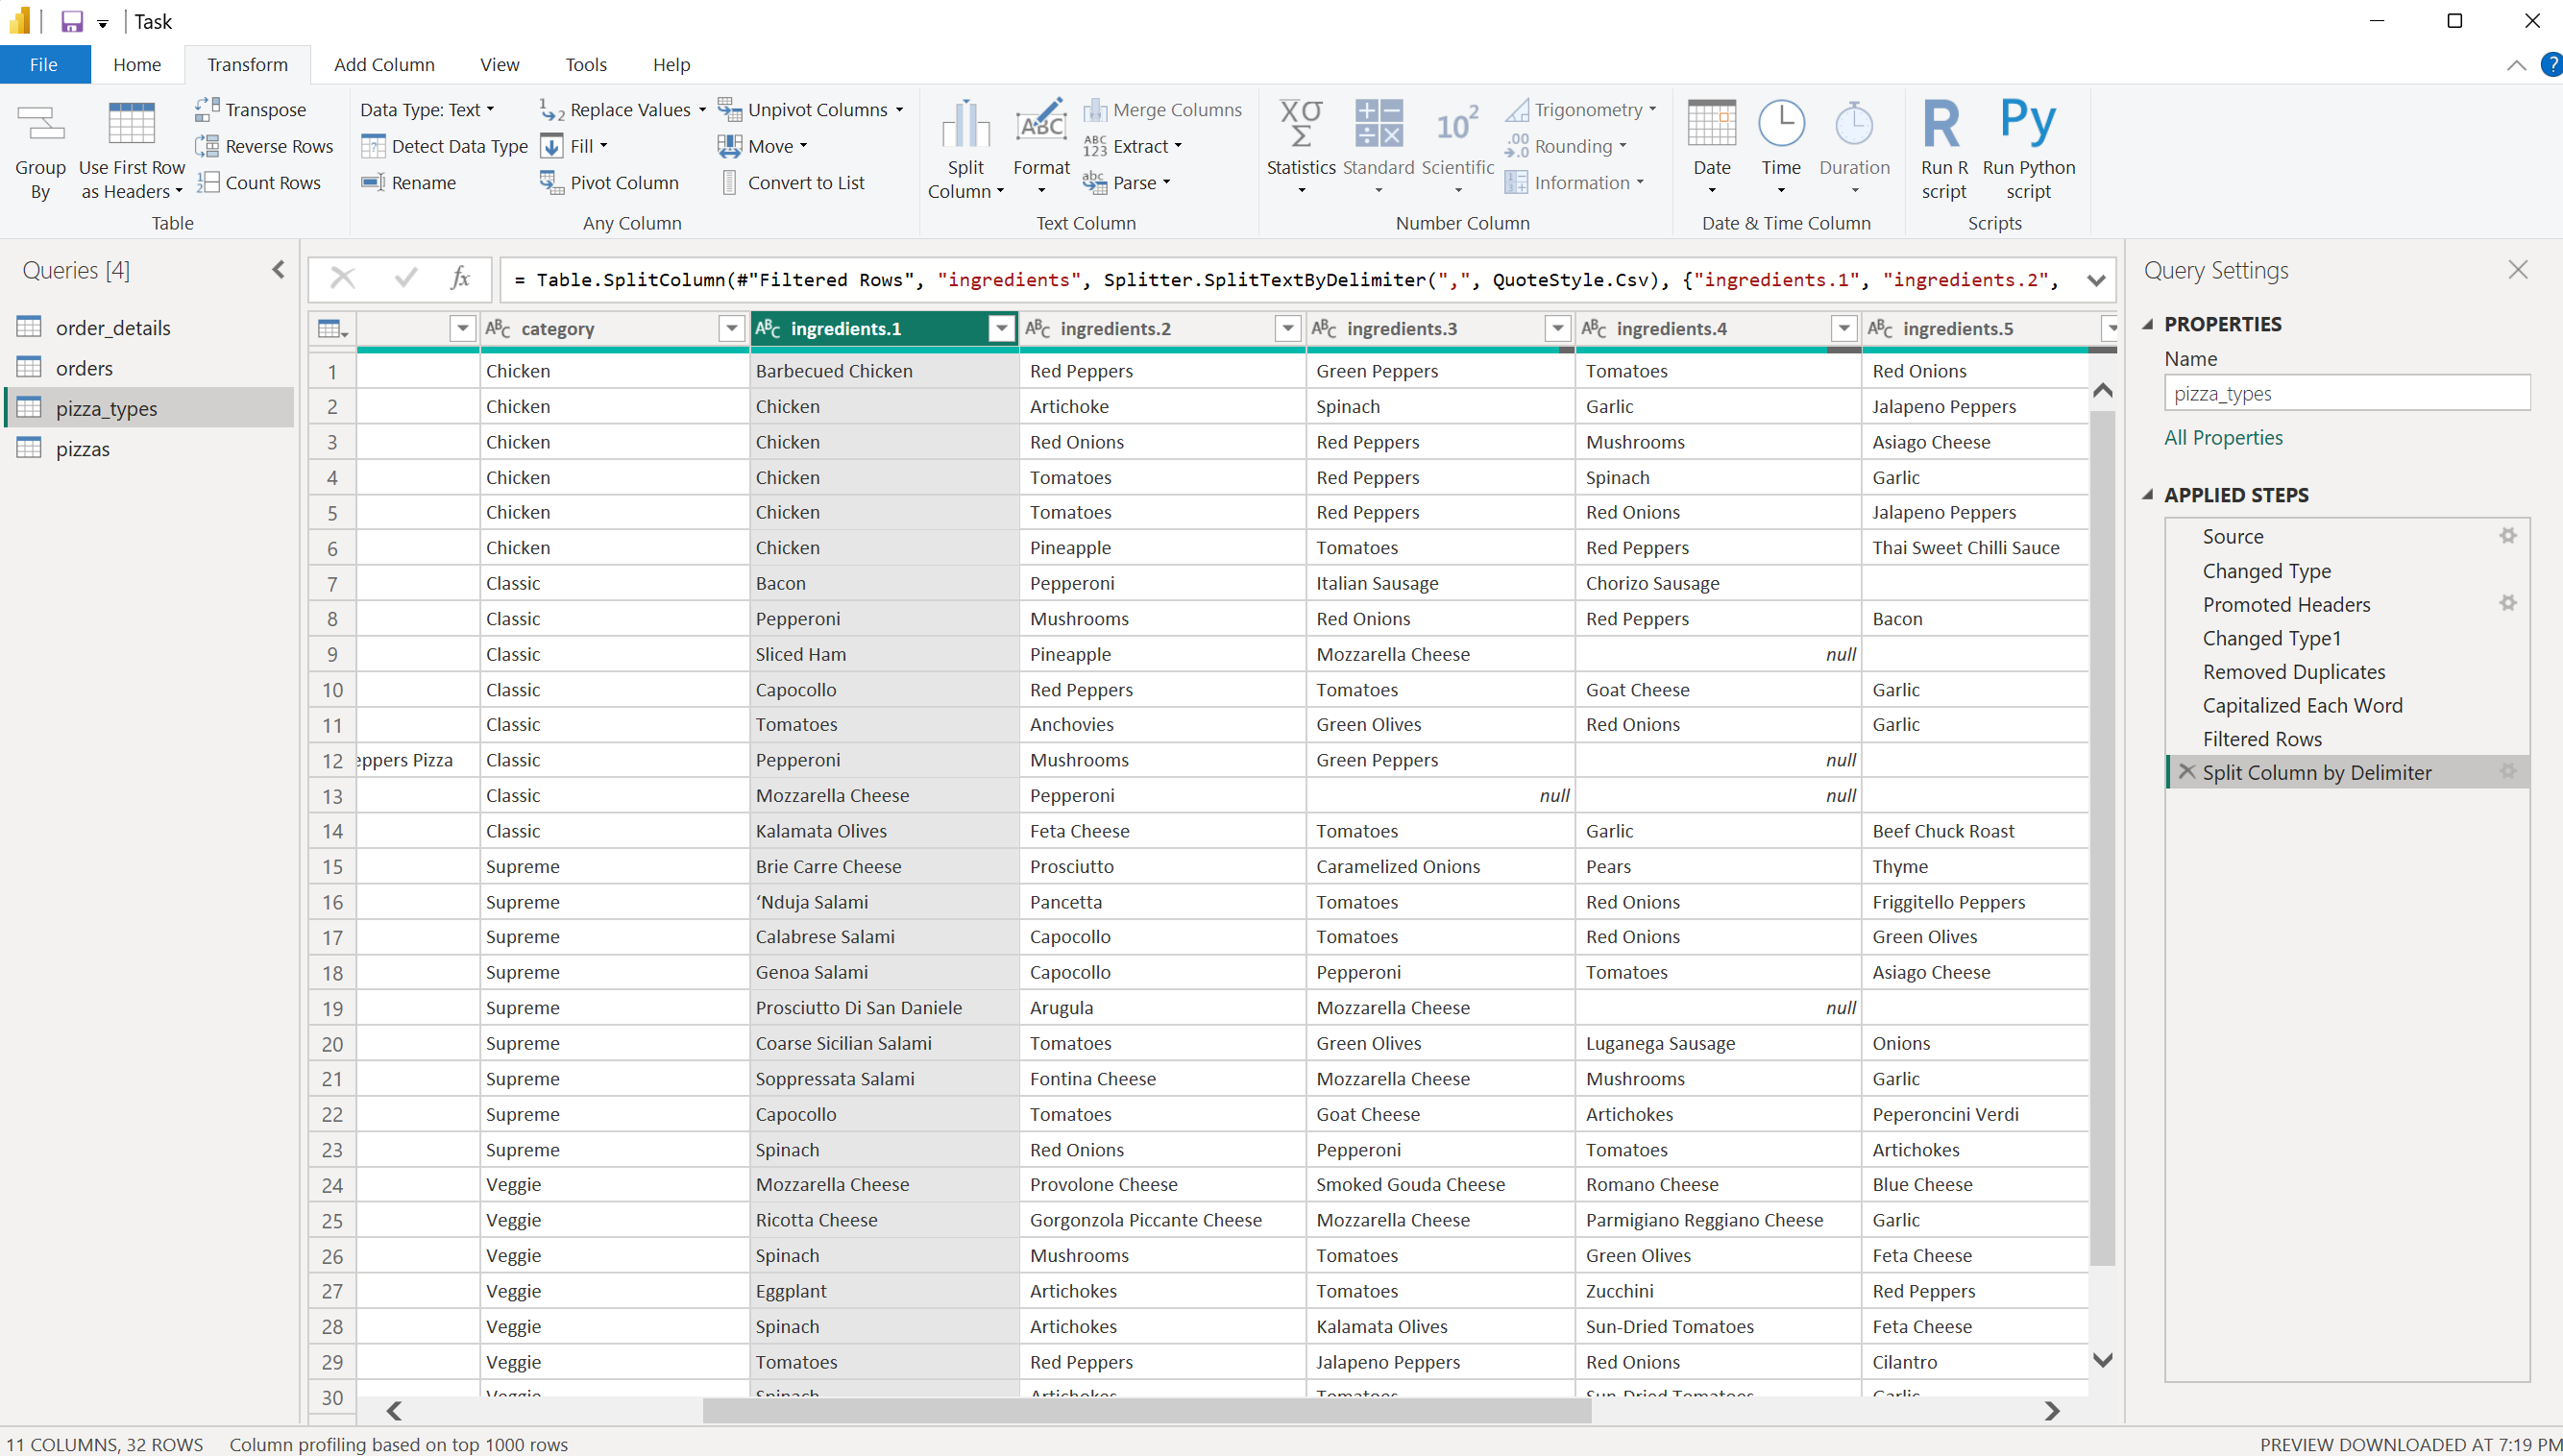 Task
File Home Transform Add Column View Tools Help
Group By
Use First Row as Headers
Transpose
Reverse Rows
Count Rows
Table
Data Type: Text
Detect Data Type
Rename
Replace Values
Fill
Pivot Column
Unpivot Columns
Move
Convert to List
Any Column
Split Column
Format
Merge Columns
Extract
Parse
Text Column
Statistics
Standard
Scientific
Trigonometry
Rounding
Information
Number Column
Date
Time
Duration
Date & Time Column
Run R script
Run Python script
Scripts
Queries [4]
order_details
orders
pizza_types
pizzas
= Table.SplitColumn(#"Filtered Rows", "ingredients", Splitter.SplitTextByDelimiter(",", QuoteStyle.Csv), {"ingredients.1", "ingredients.2",
category ingredients.1 ingredients.2 ingredients.3 ingredients.4 ingredients.5
1 Chicken Barbecued Chicken Red Peppers Green Peppers Tomatoes Red Onions
2 Chicken Chicken Artichoke Spinach Garlic Jalapeno Peppers
3 Chicken Chicken Red Onions Red Peppers Mushrooms Asiago Cheese
4 Chicken Chicken Tomatoes Red Peppers Spinach Garlic
5 Chicken Chicken Tomatoes Red Peppers Red Onions Jalapeno Peppers
6 Chicken Chicken Pineapple Tomatoes Red Peppers Thai Sweet Chilli Sauce
7 Classic Bacon Pepperoni Italian Sausage Chorizo Sausage
8 Classic Pepperoni Mushrooms Red Onions Red Peppers Bacon
9 Classic Sliced Ham Pineapple Mozzarella Cheese null
10 Classic Capocollo Red Peppers Tomatoes Goat Cheese Garlic
11 Classic Tomatoes Anchovies Green Olives Red Onions Garlic
12 eppers Pizza Classic Pepperoni Mushrooms Green Peppers null
13 Classic Mozzarella Cheese Pepperoni null null
14 Classic Kalamata Olives Feta Cheese Tomatoes Garlic Beef Chuck Roast
15 Supreme Brie Carre Cheese Prosciutto Caramelized Onions Pears Thyme
16 Supreme ‘Nduja Salami Pancetta Tomatoes Red Onions Friggitello Peppers
17 Supreme Calabrese Salami Capocollo Tomatoes Red Onions Green Olives
18 Supreme Genoa Salami Capocollo Pepperoni Tomatoes Asiago Cheese
19 Supreme Prosciutto Di San Daniele Arugula Mozzarella Cheese null
20 Supreme Coarse Sicilian Salami Tomatoes Green Olives Luganega Sausage Onions
21 Supreme Soppressata Salami Fontina Cheese Mozzarella Cheese Mushrooms Garlic
22 Supreme Capocollo Tomatoes Goat Cheese Artichokes Peperoncini Verdi
23 Supreme Spinach Red Onions Pepperoni Tomatoes Artichokes
24 Veggie Mozzarella Cheese Provolone Cheese Smoked Gouda Cheese Romano Cheese Blue Cheese
25 Veggie Ricotta Cheese Gorgonzola Piccante Cheese Mozzarella Cheese Parmigiano Reggiano Cheese Garlic
26 Veggie Spinach Mushrooms Tomatoes Green Olives Feta Cheese
27 Veggie Eggplant Artichokes Tomatoes Zucchini Red Peppers
28 Veggie Spinach Artichokes Kalamata Olives Sun-Dried Tomatoes Feta Cheese
29 Veggie Tomatoes Red Peppers Jalapeno Peppers Red Onions Cilantro
30 Veggie Spinach Artichokes Tomatoes Sun-Dried Tomatoes Garlic
Query Settings
PROPERTIES
Name
pizza_types
All Properties
APPLIED STEPS
Source
Changed Type
Promoted Headers
Changed Type1
Removed Duplicates
Capitalized Each Word
Filtered Rows
Split Column by Delimiter
11 COLUMNS, 32 ROWS Column profiling based on top 1000 rows
PREVIEW DOWNLOADED AT 7:19 PM